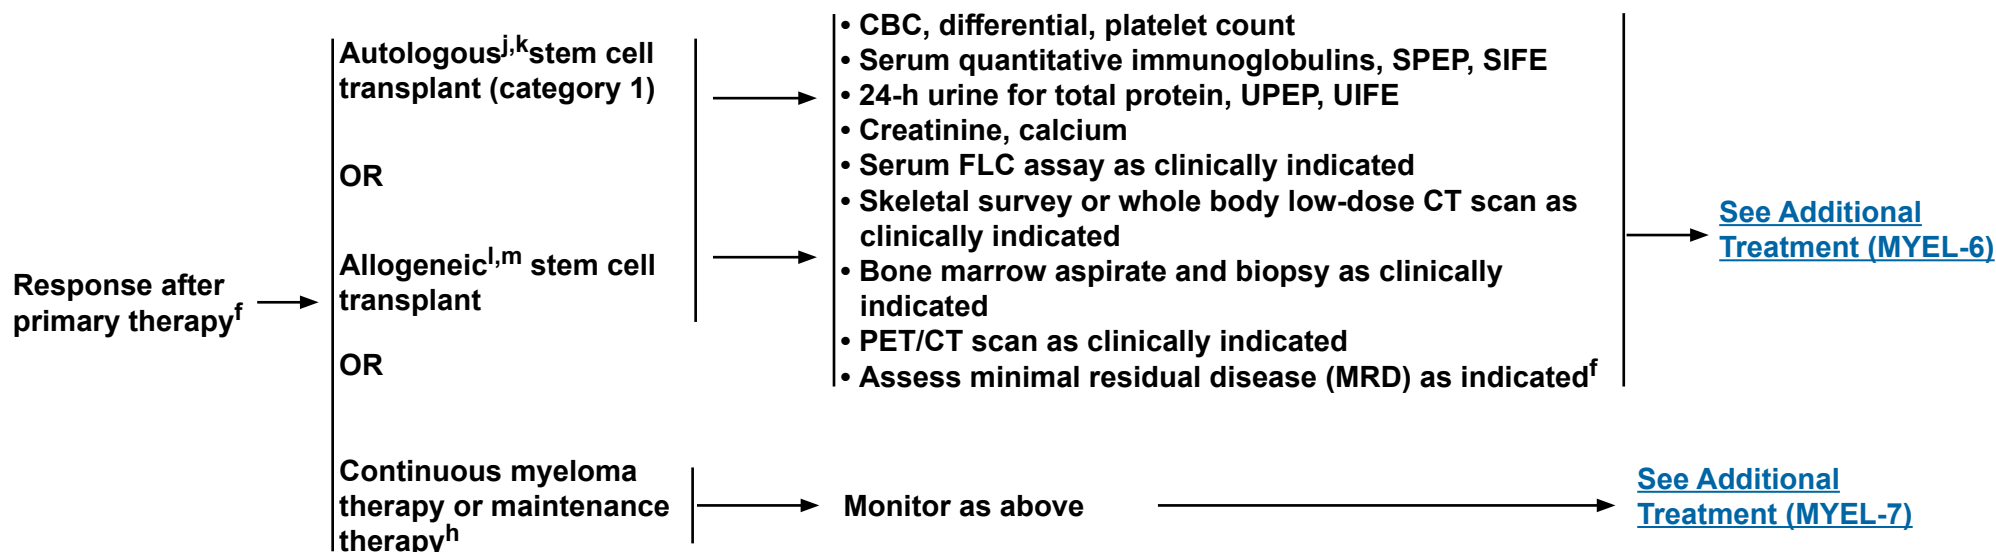 Response after
primary therapyf
Autologousj,kstem cell
transplant (category 1)
OR
Allogeneicl,m stem cell
transplant
OR
Continuous myeloma
therapy or maintenance
therapyh
• CBC, differential, platelet count
• Serum quantitative immunoglobulins, SPEP, SIFE
• 24-h urine for total protein, UPEP, UIFE
• Creatinine, calcium
• Serum FLC assay as clinically indicated
• Skeletal survey or whole body low-dose CT scan as
clinically indicated
• Bone marrow aspirate and biopsy as clinically
indicated
• PET/CT scan as clinically indicated
• Assess minimal residual disease (MRD) as indicatedf
See Additional
Treatment (MYEL-6)
Monitor as above
See Additional
Treatment (MYEL-7)